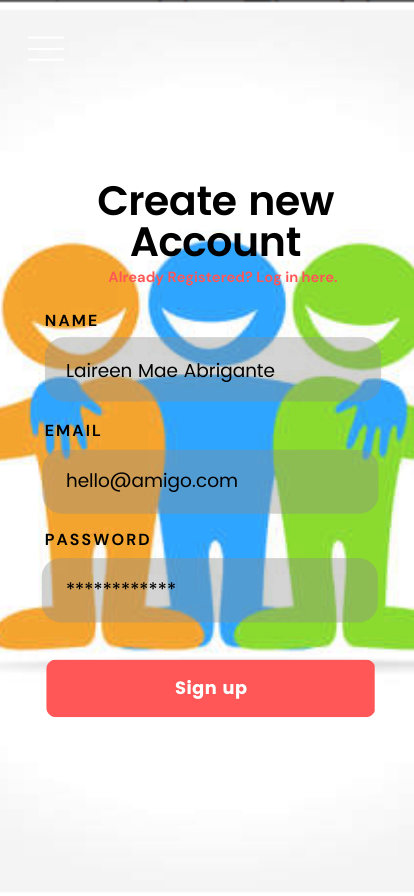 Create new
Account
Already Registered? Log in here.
NAME
Laireen Mae Abrigante
EMAIL
hello@amigo.com
PASSWORD
************
Sign up